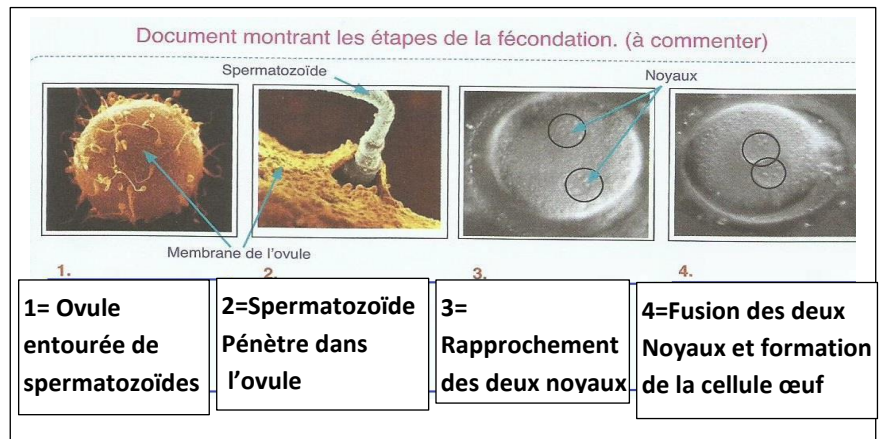 Document montrant les étapes de la fécondation. (à commenter)
Spermatozoïde
Noyaux
Membrane de l'ovule
1.
2.
3.
4.
1= Ovule
entourée de
spermatozoïdes
2=Spermatozoïde
Pénètre dans
l'ovule
3=
Rapprochement
des deux noyaux
4=Fusion des deux
Noyaux et formation
de la cellule œuf